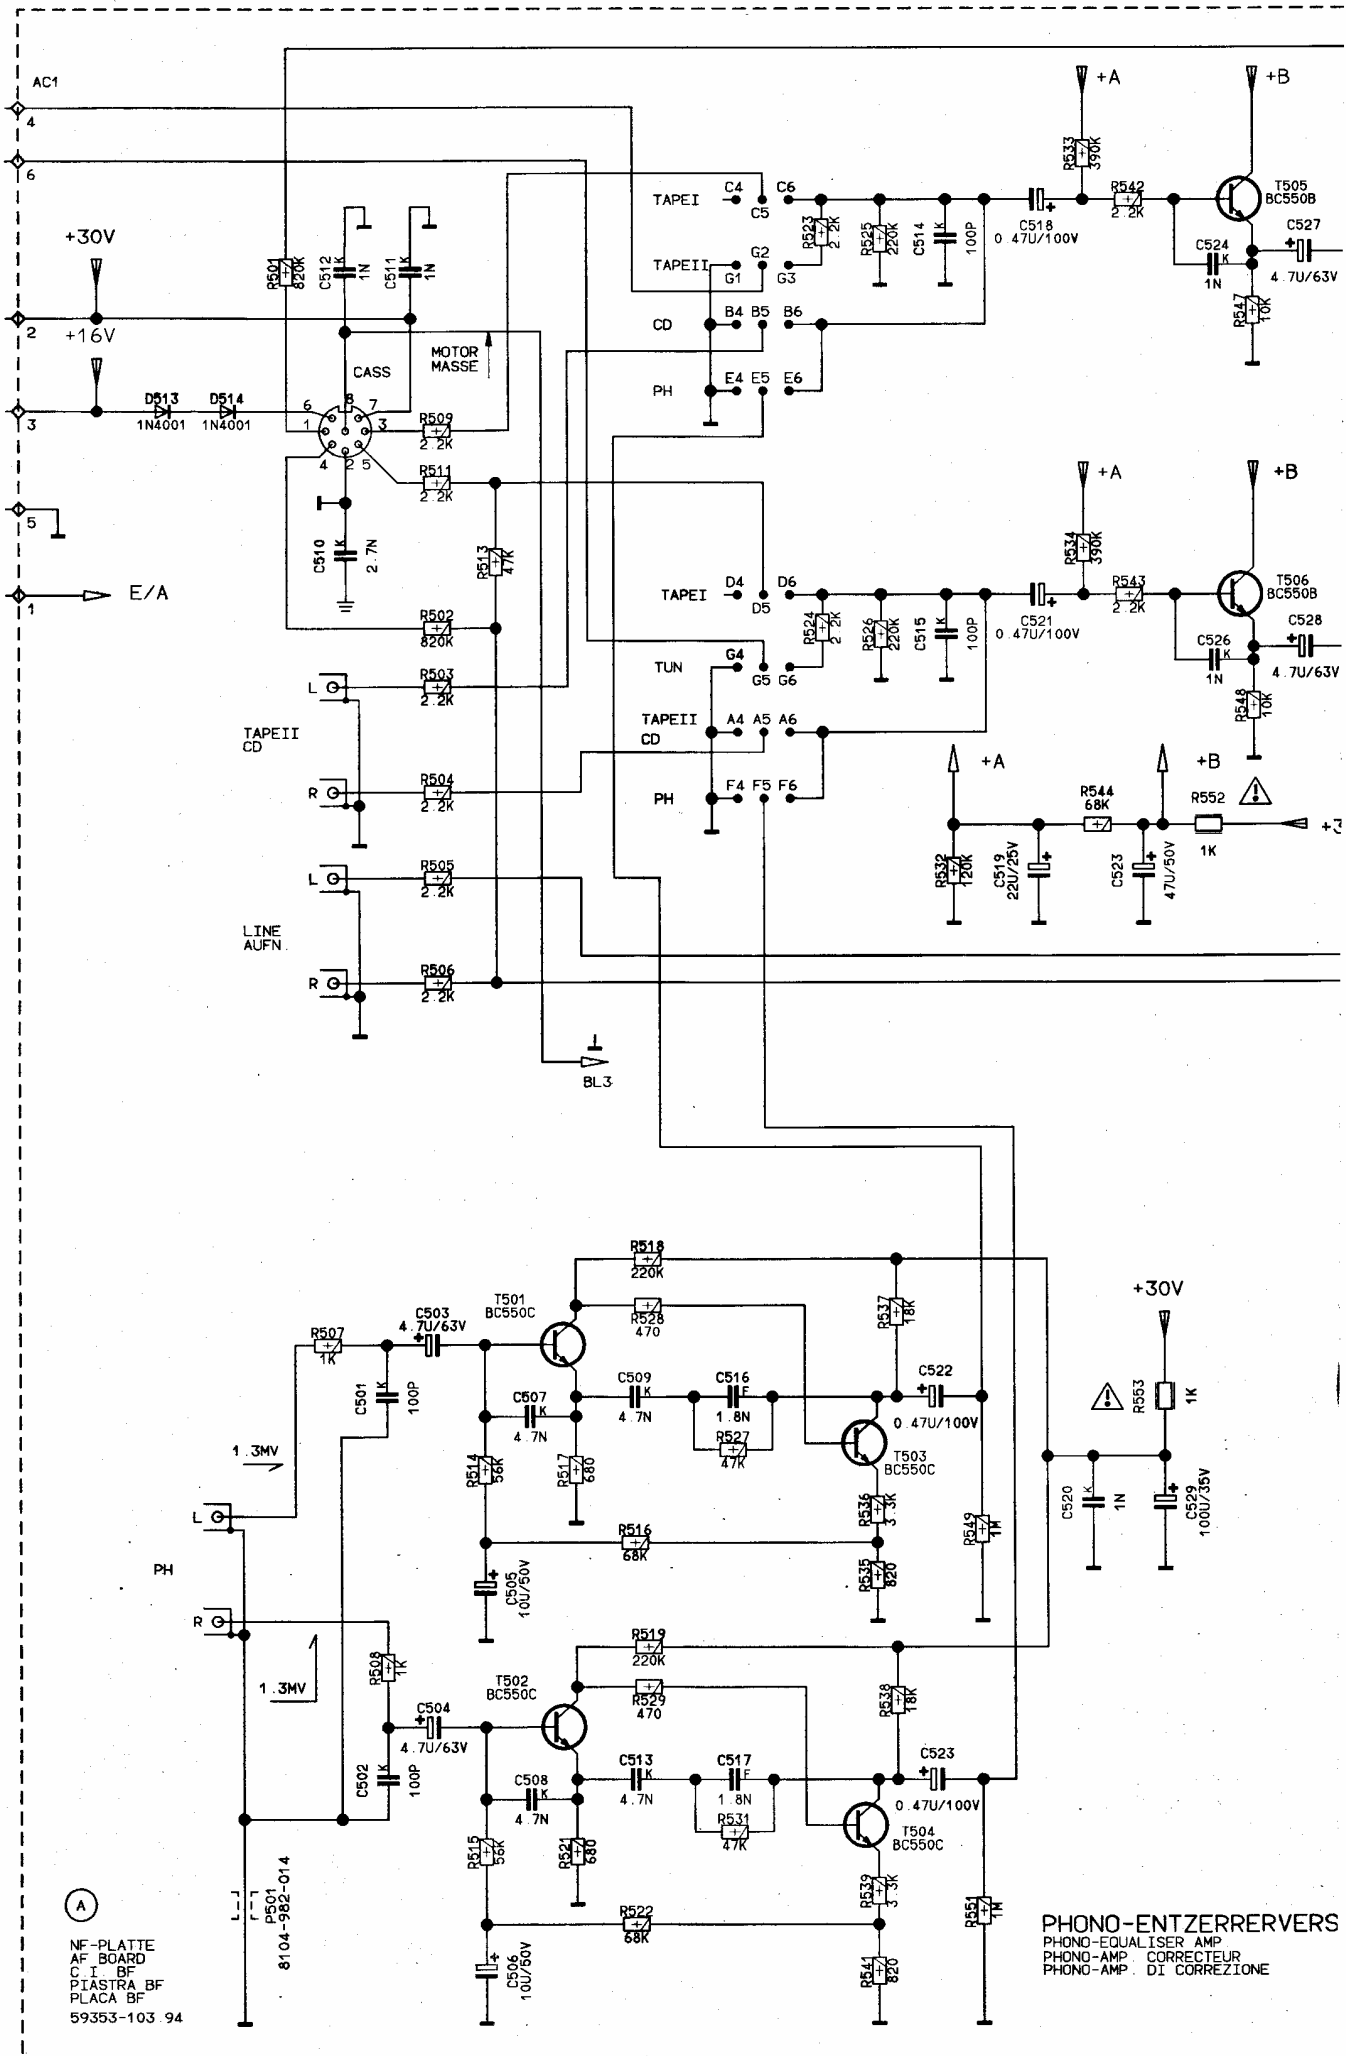 AC1
4
6
+30V
2
+16V
3
5
1
E/A
R501
820K
C512
K
1N
C511
K
1N
MOTOR
MASSE
CASS
D513
1N4001
D514
1N4001
6
8
7
1
3
4
2
5
R509
2.2K
R511
2.2K
R513
47K
C510
K
2.7N
R502
820K
L
R503
2.2K
TAPEII
CD
R
R504
2.2K
L
R505
2.2K
LINE
AUFN.
R
R506
2.2K
BL3
TAPEI
C4
C5
C6
TAPEII
G1
G2
G3
CD
B4
B5
B6
PH
E4
E5
E6
R523
2.2K
R525
220K
C514
K
100P
C518
0.47U/100V
+
+A
R533
390K
R542
2.2K
+B
T505
BC550B
C524
K
1N
C527
+
4.7U/63V
R547
10K
TAPEI
D4
D5
D6
TUN
G4
G5
G6
TAPEII
CD
A4
A5
A6
PH
F4
F5
F6
R524
2.2K
R526
220K
C515
K
100P
C521
0.47U/100V
+
+A
R534
390K
R543
2.2K
+B
T506
BC550B
C526
K
1N
C528
+
4.7U/63V
R548
10K
+A
+B
R544
68K
R552
1K
+3
R532
120K
C519
22U/25V
+
C523
47U/50V
+
R518
220K
T501
BC550C
R528
470
R537
18K
+30V
R507
1K
C503
4.7U/63V
+
C501
K
100P
C507
K
4.7N
C509
K
4.7N
C516
F
1.8N
R527
47K
C522
+
0.47U/100V
T503
BC550C
R553
1K
1.3MV
R514
56K
R517
680
R536
3.3K
R549
1M
C520
K
1N
C529
100U/35V
+
L
PH
R
R516
68K
C505
10U/50V
+
R535
820
R519
220K
1.3MV
R508
1K
T502
BC550C
R529
470
R538
18K
C504
+
4.7U/63V
C502
K
100P
C508
K
4.7N
C513
K
4.7N
C517
F
1.8N
R531
47K
C523
+
0.47U/100V
T504
BC550C
R515
56K
R521
680
R539
3.3K
R551
1M
R522
68K
C506
10U/50V
+
R541
820
P501
8104-982-014
A
NF-PLATTE
AF BOARD
C.I. BF
PIASTRA BF
PLACA BF
59353-103.94
PHONO-ENTZERRERVERS
PHONO-EQUALISER AMP
PHONO-AMP. CORRECTEUR
PHONO-AMP. DI CORREZIONE